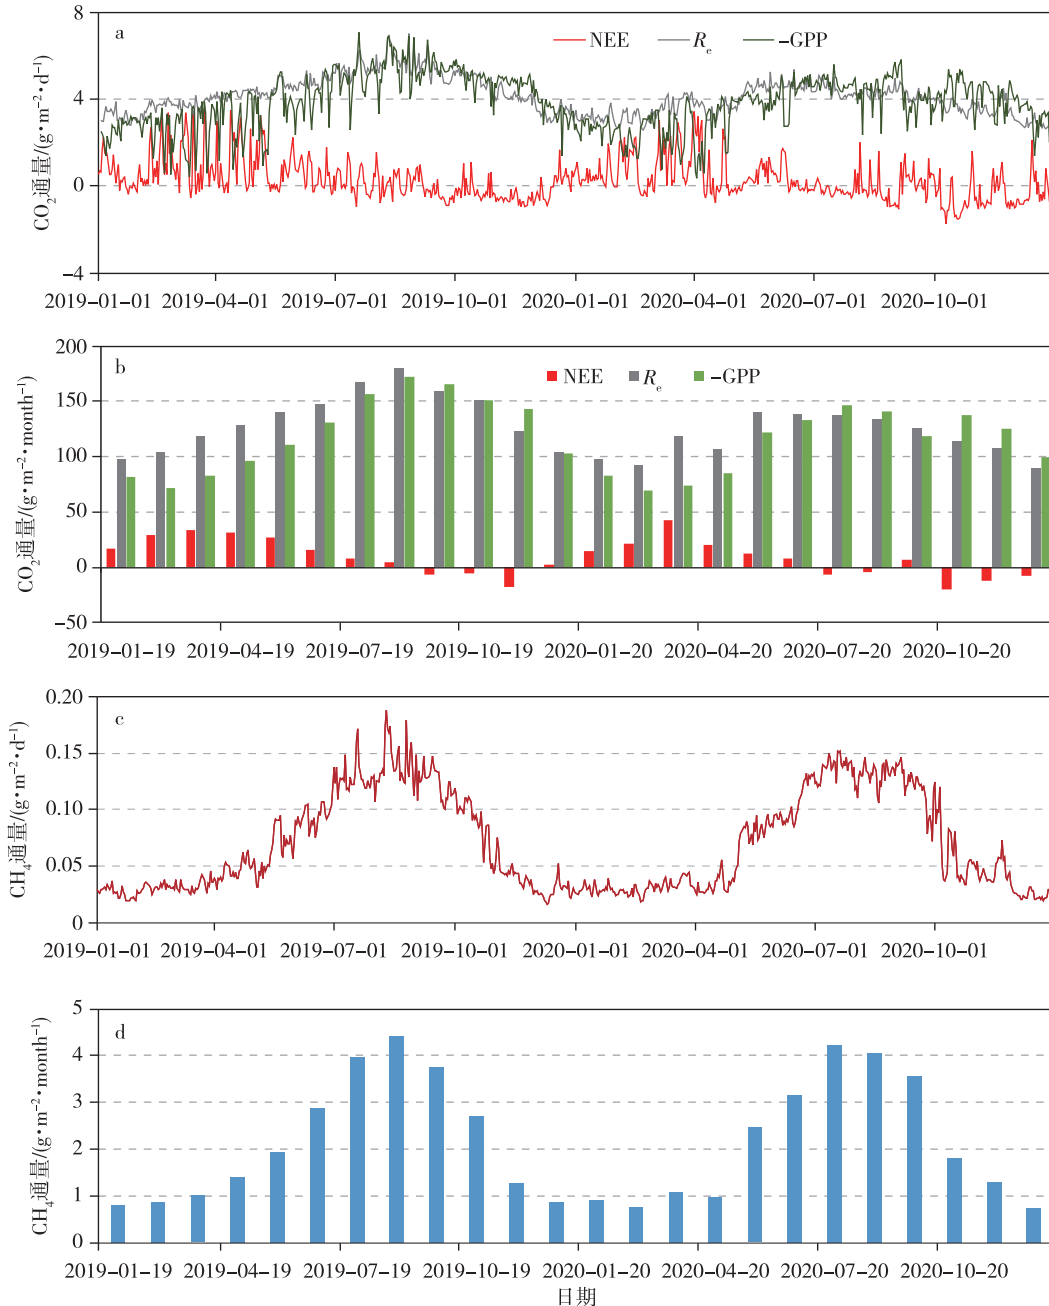 a
NEE Re -GPP
8
4
0
-4
CO2通量/(g•m-2•d-1)
2019-01-01 2019-04-01 2019-07-01 2019-10-01 2020-01-01 2020-04-01 2020-07-01 2020-10-01
b
NEE Re -GPP
200
150
100
50
0
-50
CO2通量/(g•m-2•month-1)
2019-01-19 2019-04-19 2019-07-19 2019-10-19 2020-01-20 2020-04-20 2020-07-20 2020-10-20
c
0.20
0.15
0.10
0.05
0
CH4通量/(g•m-2•d-1)
2019-01-01 2019-04-01 2019-07-01 2019-10-01 2020-01-01 2020-04-01 2020-07-01 2020-10-01
d
5
4
3
2
1
0
CH4通量/(g•m-2•month-1)
2019-01-19 2019-04-19 2019-07-19 2019-10-19 2020-01-20 2020-04-20 2020-07-20 2020-10-20
日期